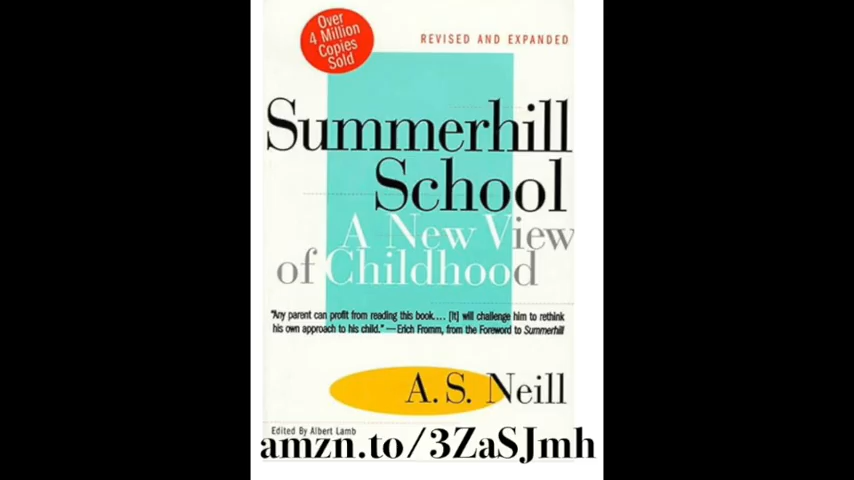 Over
4 Million
Copies
Sold
REVISED AND EXPANDED
Summerhill
School
A New View
of Childhood
"Any parent can profit from reading this book.... [It] will challenge him to rethink
his own approach to his child." —Erich Fromm, from the Foreword to Summerhill
A. S. Neill
Edited By Albert Lamb
amzn.to/3ZaSJmh